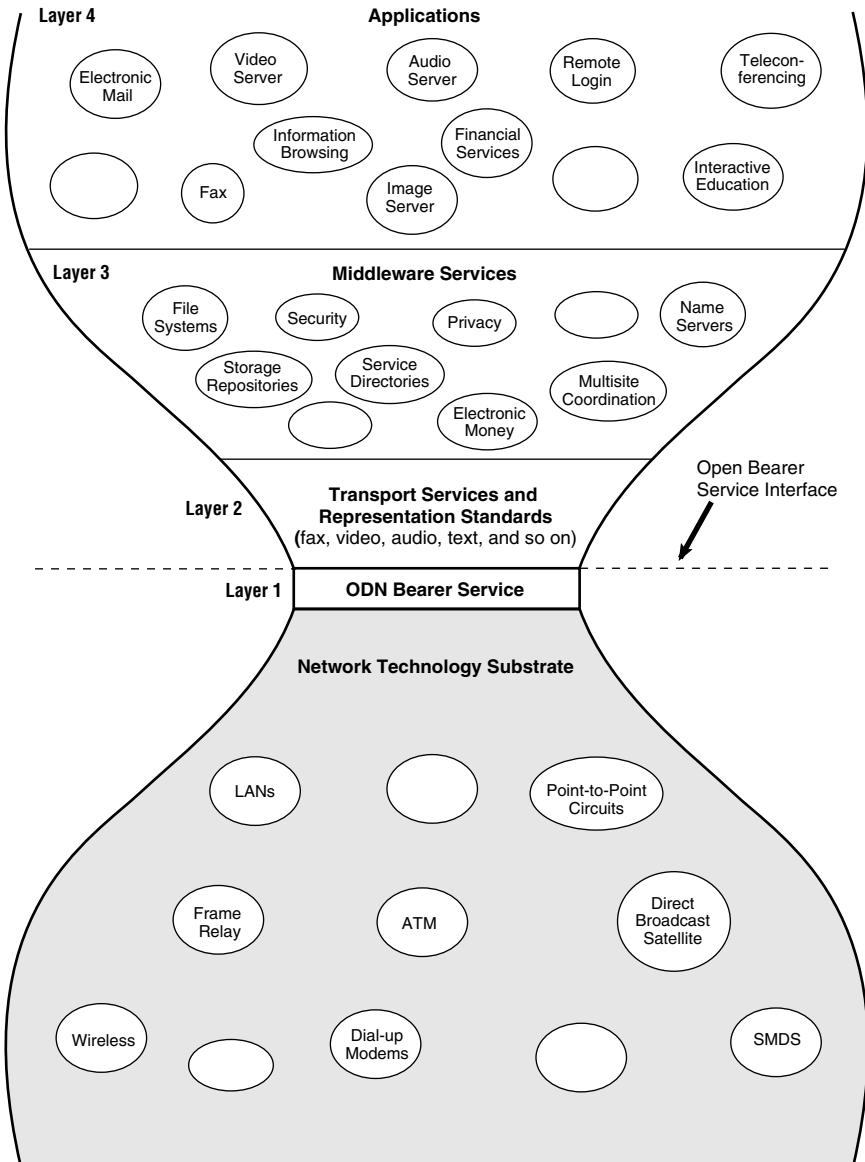 Layer 4
Applications
Electronic
Mail
Video
Server
Audio
Server
Remote
Login
Telecon-
ferencing
Information
Browsing
Financial
Services
Fax
Image
Server
Interactive
Education
Layer 3
Middleware Services
File
Systems
Security
Privacy
Name
Servers
Storage
Repositories
Service
Directories
Electronic
Money
Multisite
Coordination
Layer 2
Transport Services and
Representation Standards
(fax, video, audio, text, and so on)
Open Bearer
Service Interface
Layer 1
ODN Bearer Service
Network Technology Substrate
LANs
Point-to-Point
Circuits
Frame
Relay
ATM
Direct
Broadcast
Satellite
Wireless
Dial-up
Modems
SMDS